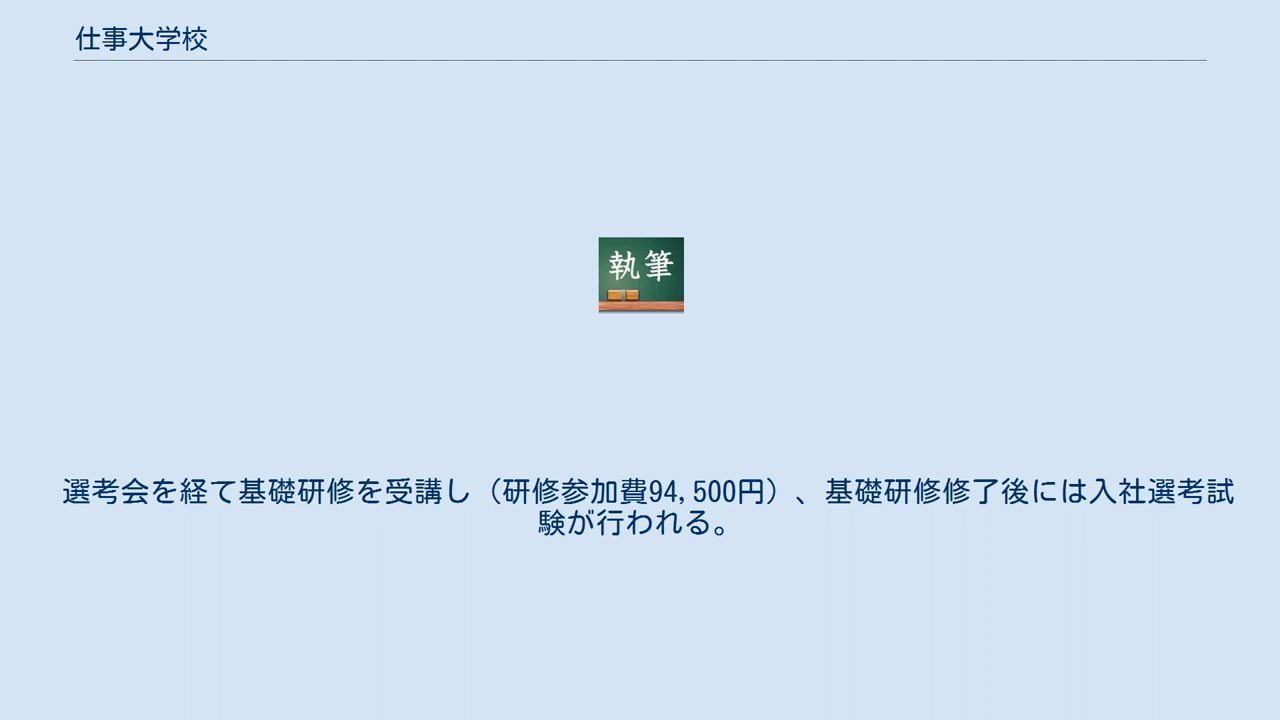 仕事大学校
執筆
選考会を経て基礎研修を受講し（研修参加費94,500円）、基礎研修修了後には入社選考試
験が行われる。